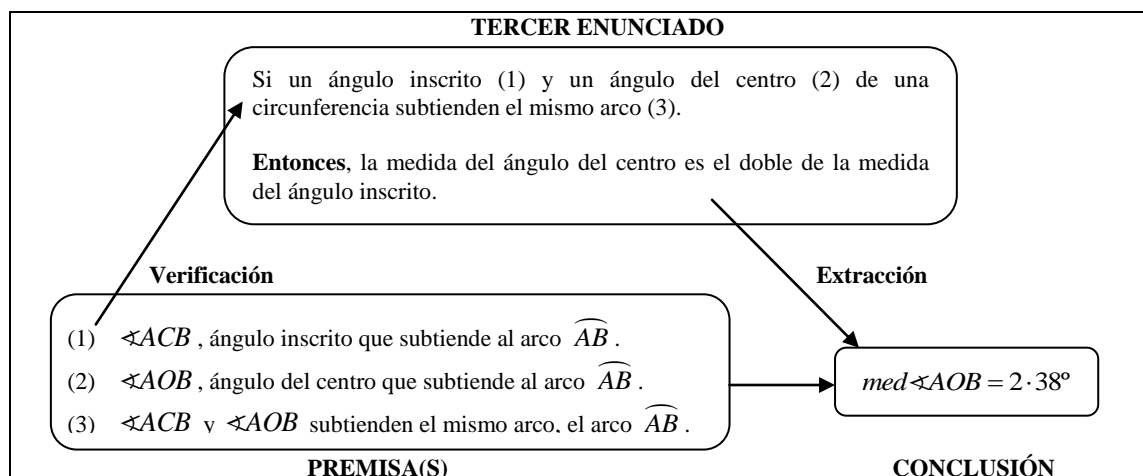 TERCER ENUNCIADO
Si un ángulo inscrito (1) y un ángulo del centro (2) de una
circunferencia subtienden el mismo arco (3).
Entonces, la medida del ángulo del centro es el doble de la medida
del ángulo inscrito.
Verificación
Extracción
(1) ∢ACB , ángulo inscrito que subtiende al arco \widehat{AB} .
(2) ∢AOB , ángulo del centro que subtiende al arco \widehat{AB} .
(3) ∢ACB y ∢AOB subtienden el mismo arco, el arco \widehat{AB} .
med∢AOB = 2·38º
PREMISA(S)
CONCLUSIÓN